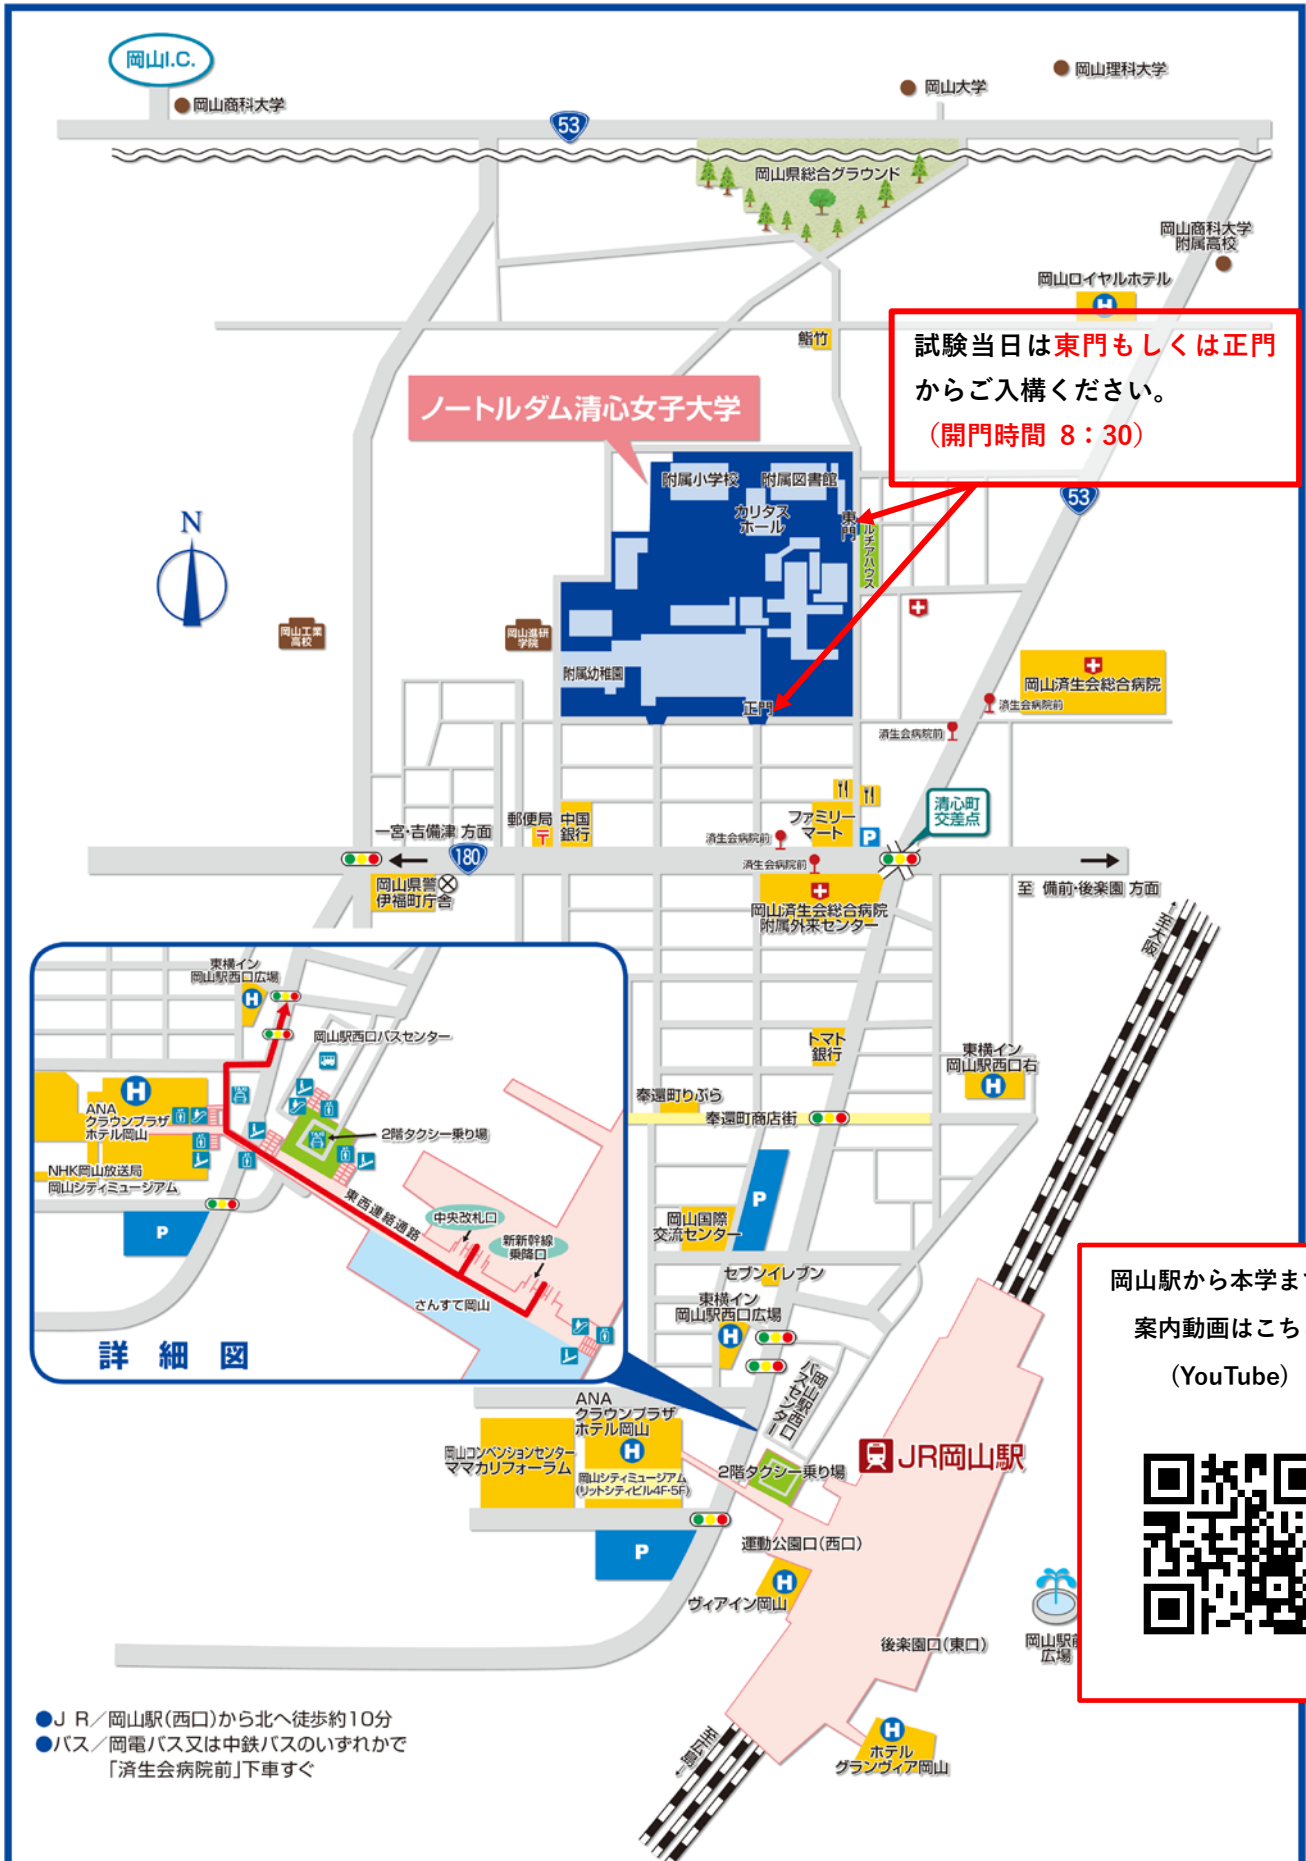 岡山I.C.
岡山商科大学
岡山大学
岡山理科大学
53
岡山県総合グラウンド
岡山商科大学
附属高校
岡山ロイヤルホテル
H
鮨竹
試験当日は東門もしくは正門
からご入構ください。
（開門時間 8：30）
ノートルダム清心女子大学
附属小学校
附属図書館
カリタス
ホール
東門
ルチアハウス
53
N
岡山工業
高校
岡山進研
学院
附属幼稚園
正門
岡山済生会総合病院
済生会病院前
済生会病院前
清心町
交差点
郵便局
〒
中国
銀行
ファミリー
マート
P
済生会病院前
済生会病院前
一宮・吉備津 方面
180
岡山県警
伊福町庁舎
至 備前・後楽園 方面
岡山済生会総合病院
附属外来センター
至大阪
東横イン
岡山駅西口広場
H
岡山駅西口バスセンター
H
ANA
クラウンプラザ
ホテル岡山
TAXI
TAXI
2階タクシー乗り場
NHK岡山放送局
岡山シティミュージアム
P
東西連絡通路
中央改札口
新新幹線
乗降口
さんすて岡山
詳細図
トマト
銀行
東横イン
岡山駅西口右
H
奉還町りぶら
奉還町商店街
P
岡山国際
交流センター
セブンイレブン
東横イン
岡山駅西口広場
H
岡山駅西口
バスセンター
ANA
クラウンプラザ
ホテル岡山
H
岡山コンベンションセンター
ママカリフォーラム
岡山シティミュージアム
(リットシティビル4F・5F)
2階タクシー乗り場
JR岡山駅
P
運動公園口(西口)
H
ヴィアイン岡山
後楽園口(東口)
岡山駅前
広場
岡山駅から本学まで
案内動画はこち
(YouTube)
H
ホテル
グランヴィア岡山
至広島
●J R／岡山駅(西口)から北へ徒歩約10分
●バス／岡電バス又は中鉄バスのいずれかで
「済生会病院前」下車すぐ